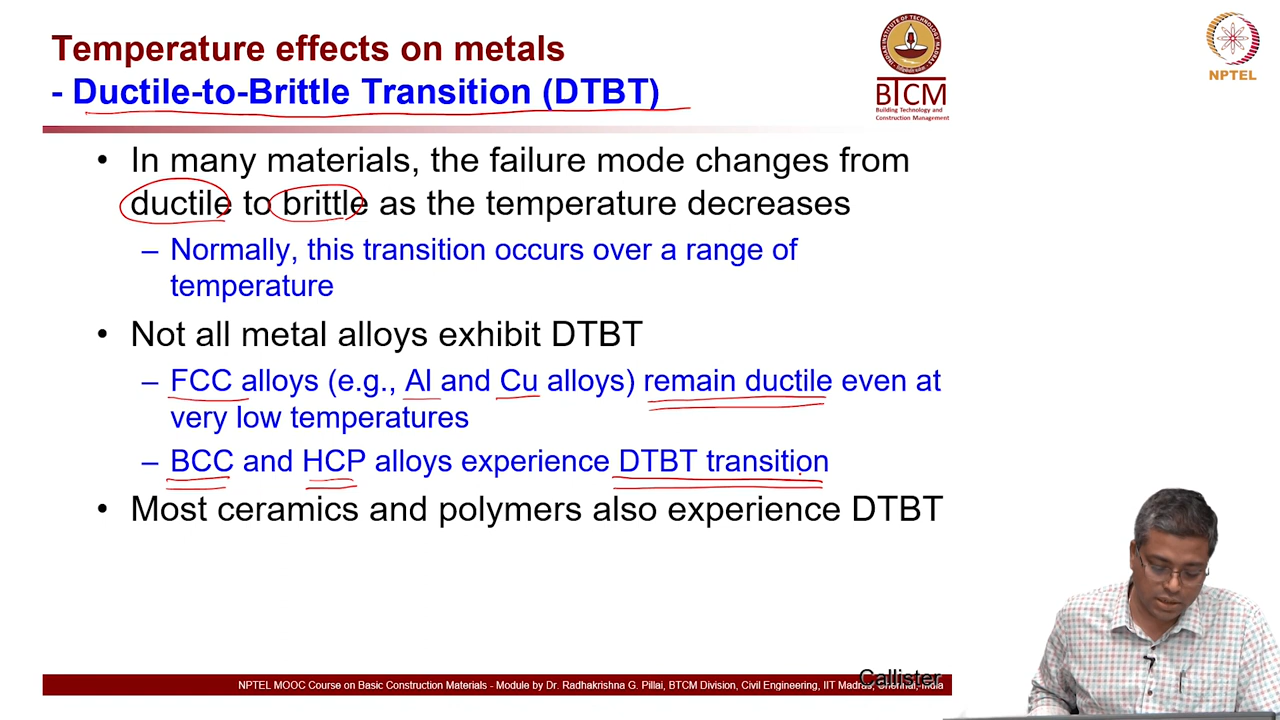 Temperature effects on metals
- Ductile-to-Brittle Transition (DTBT)
BTCM
Building Technology and
Construction Management
NPTEL
• In many materials, the failure mode changes from
ductile to brittle as the temperature decreases
– Normally, this transition occurs over a range of
temperature
• Not all metal alloys exhibit DTBT
– FCC alloys (e.g., Al and Cu alloys) remain ductile even at
very low temperatures
– BCC and HCP alloys experience DTBT transition
• Most ceramics and polymers also experience DTBT
Callister
NPTEL MOOC Course on Basic Construction Materials - Module by Dr. Radhakrishna G. Pillai, BTCM Division, Civil Engineering, IIT Madras, Chennai, India